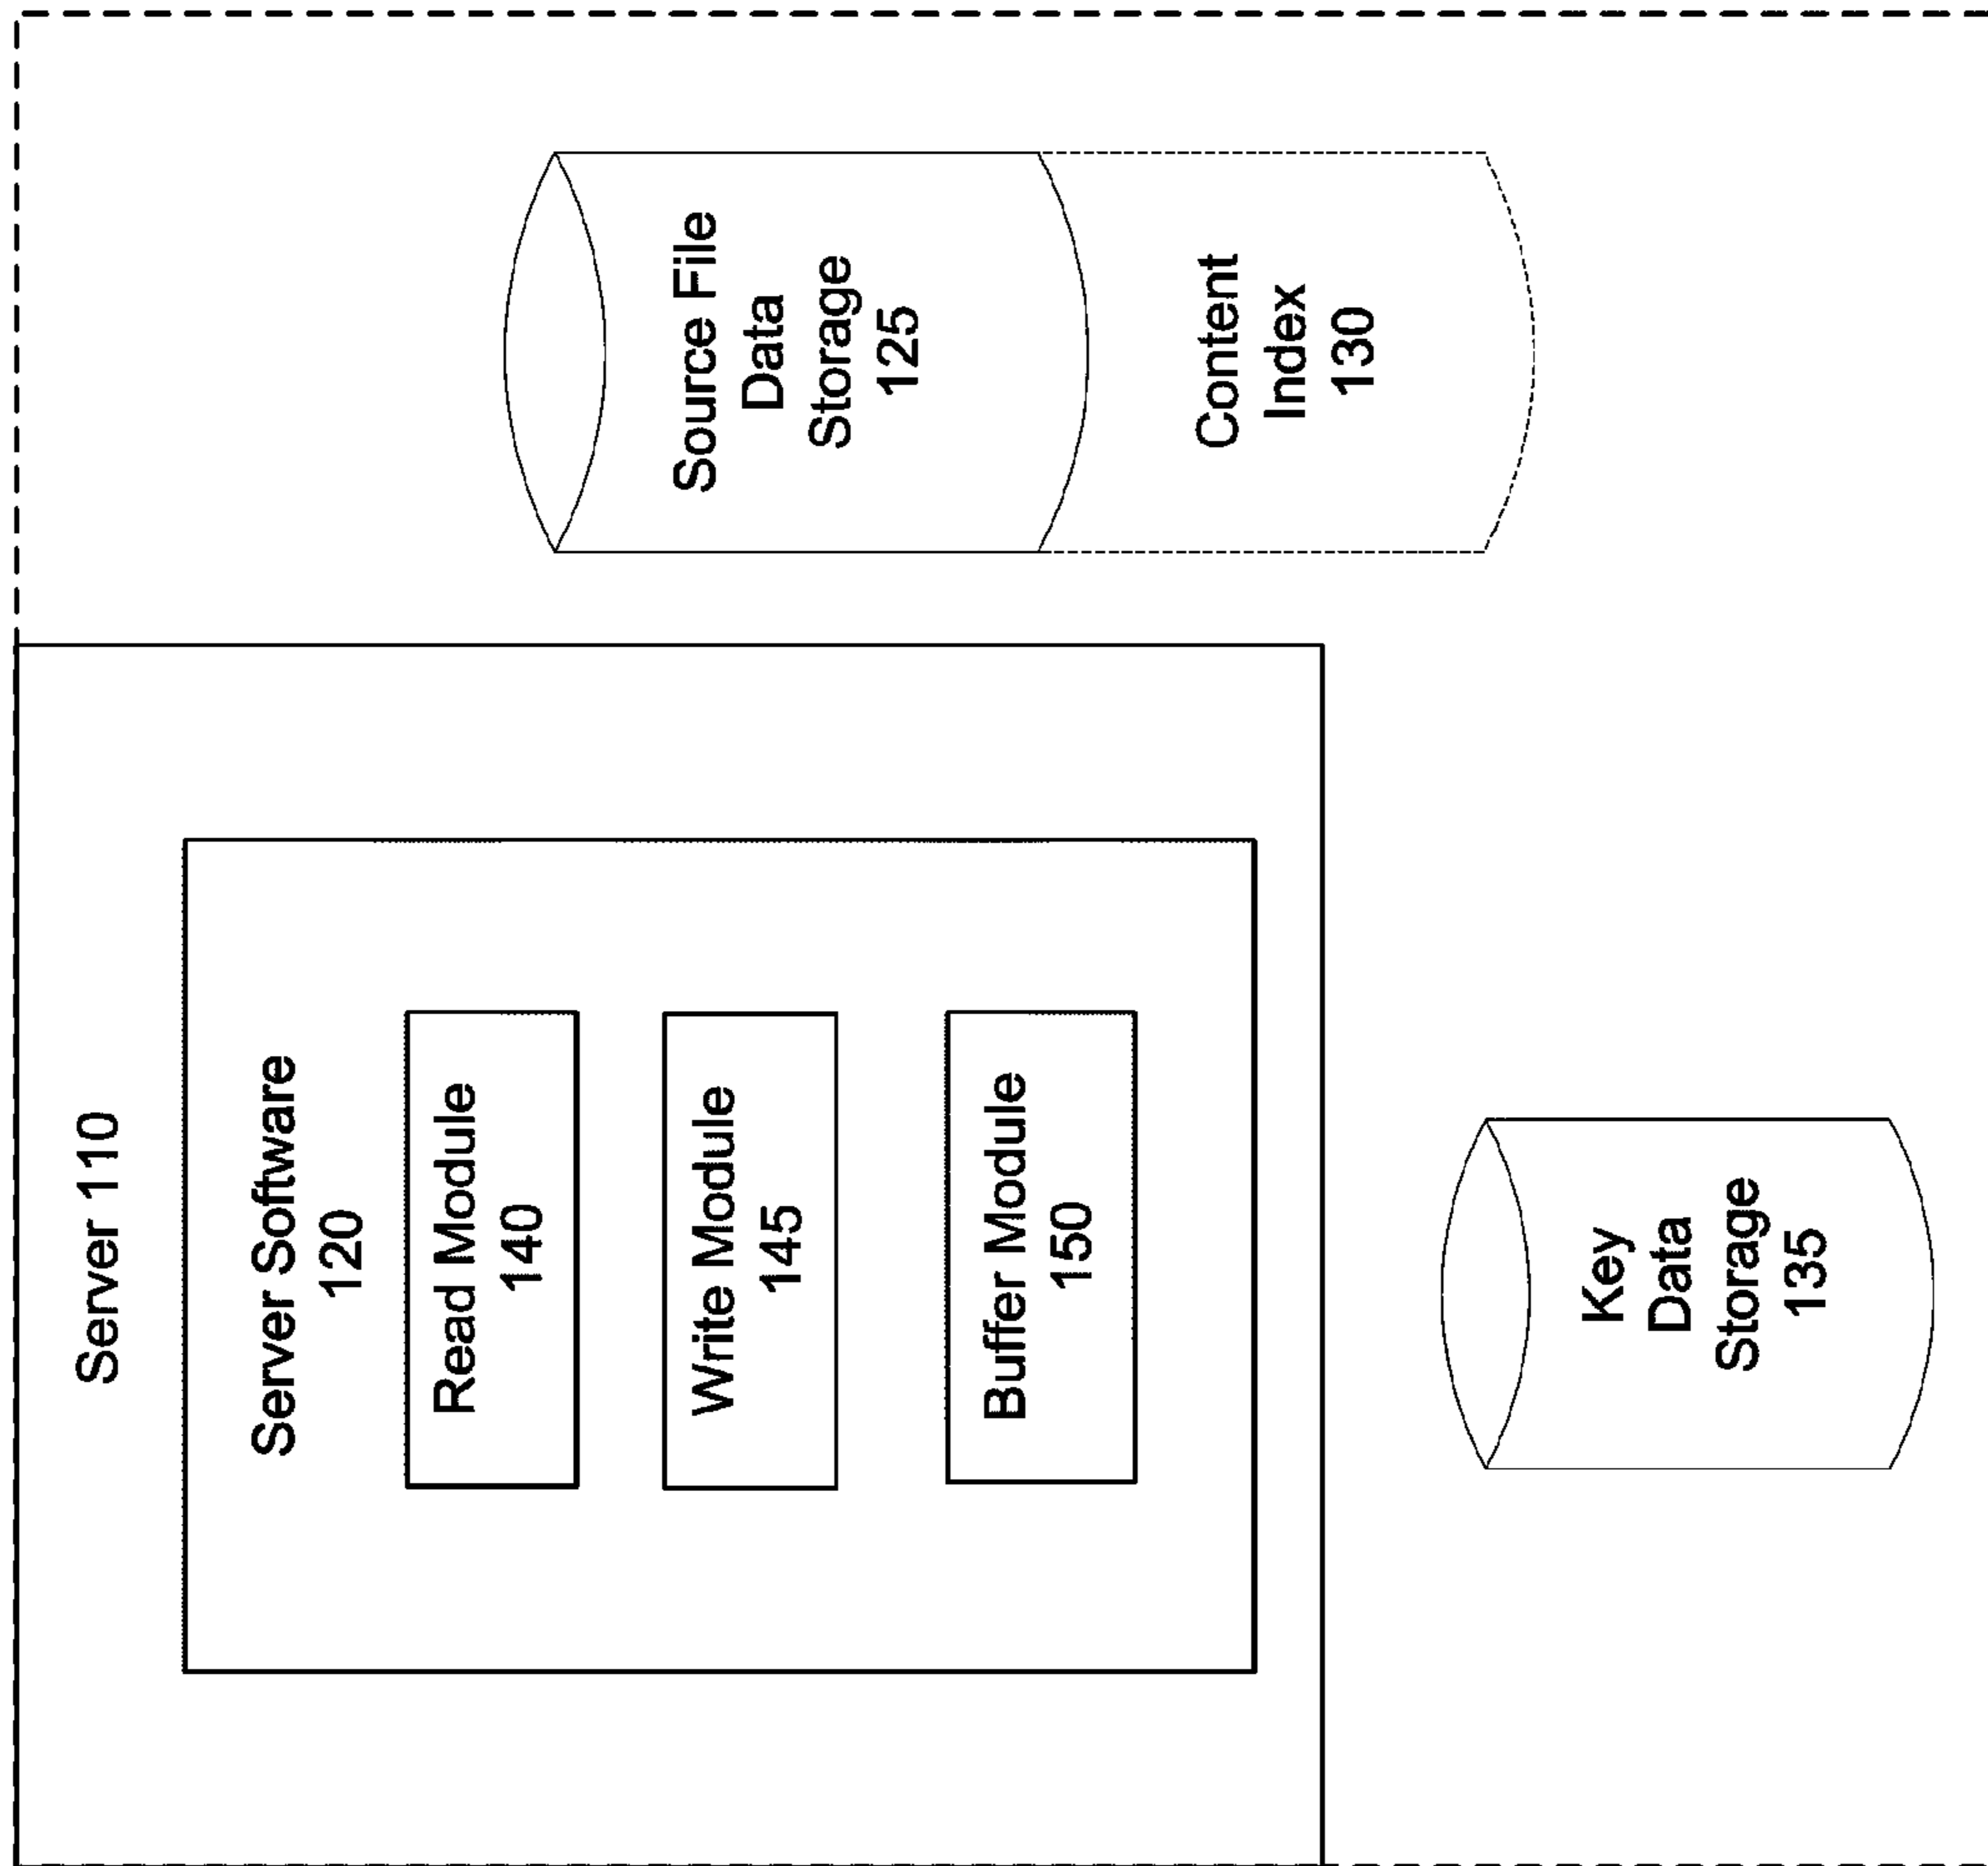 Server 110
Server Software
120
Read Module
140
Write Module
145
Buffer Module
150
Source File
Data
Storage
125
Content
Index
130
Key
Data
Storage
135